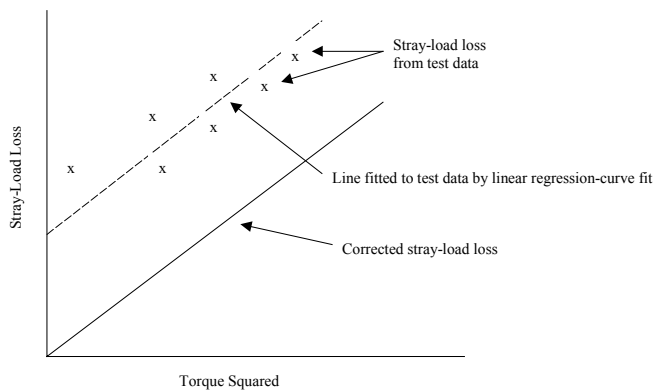 Stray-load loss
from test data
x
x
x
x
x
x
x
Stray-Load Loss
Line fitted to test data by linear regression-curve fit
Corrected stray-load loss
Torque Squared